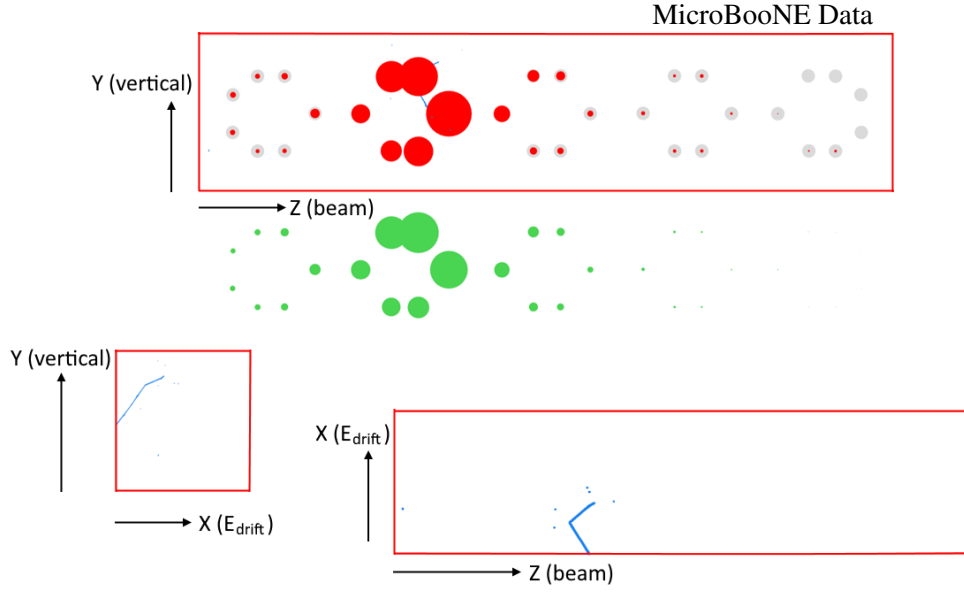 MicroBooNE Data
Y (vertical)
Z (beam)
Y (vertical)
X (E_drift)
X (E_drift)
Z (beam)